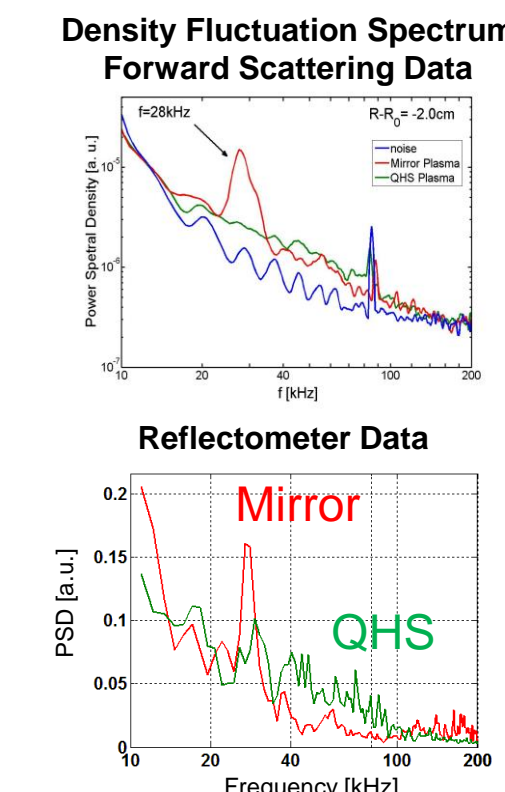 Density Fluctuation Spectrum
Forward Scattering Data
f=28kHz
R-R0= -2.0cm
noise
Mirror Plasma
QHS Plasma
Power Spetral Density [a. u.]
10-5
10-6
10-7
10 20 40 100 200
f [kHz]
Reflectometer Data
Mirror
QHS
PSD [a.u.]
0.2
0.15
0.1
0.05
0
10 20 40 100 200
Frequency [kHz]